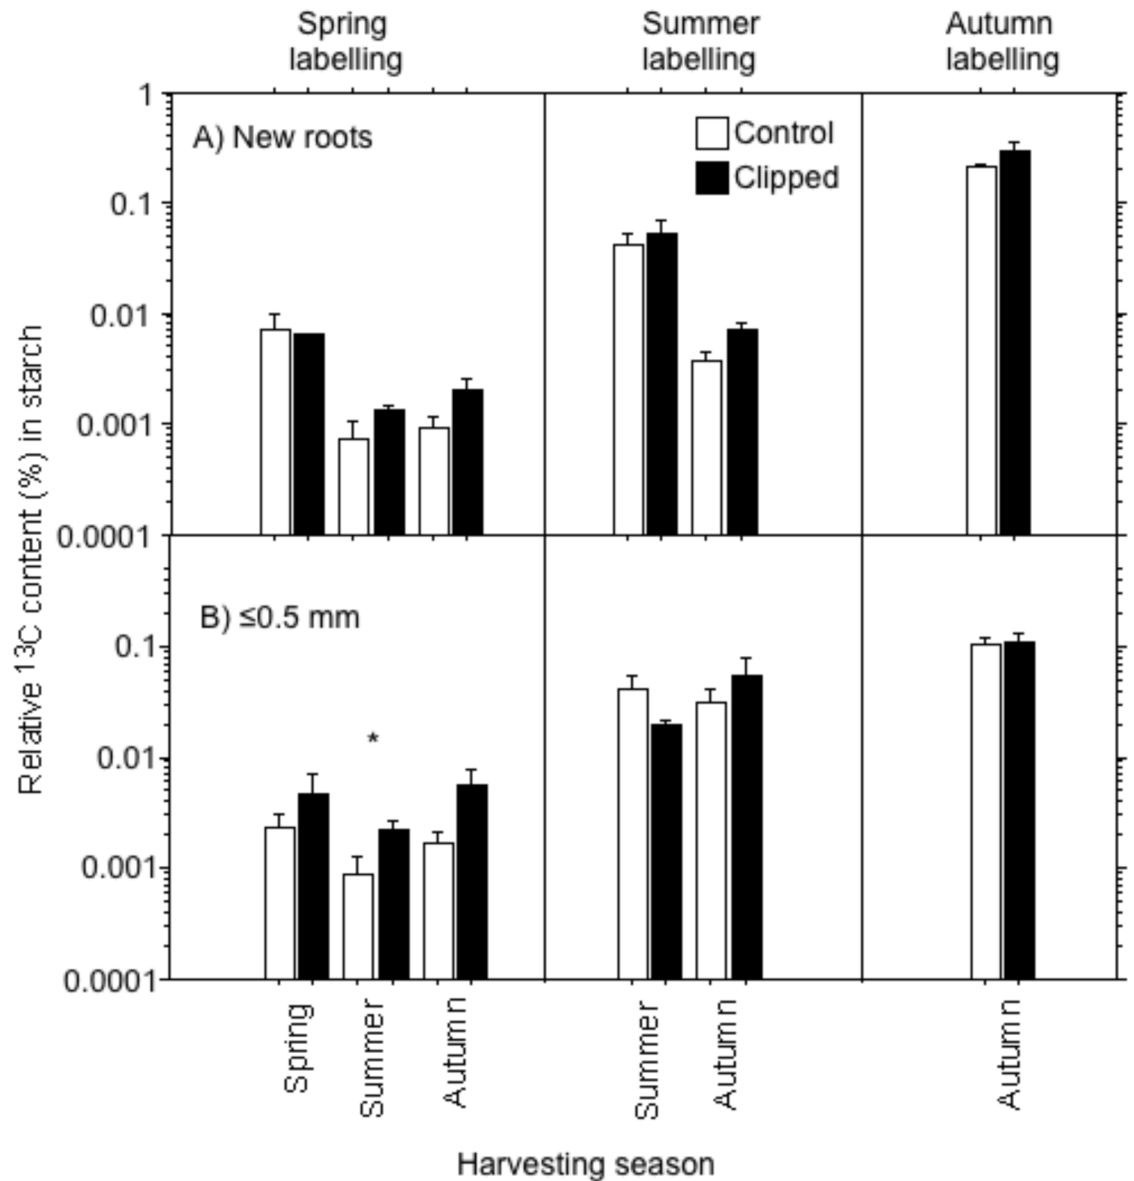 Spring labelling
Summer labelling
Autumn labelling
1
A) New roots
Control
Clipped
0.1
0.01
0.001
0.0001
Relative ¹³C content (%) in starch
B) ≤0.5 mm
0.1
*
0.01
0.001
0.0001
Spring
Summer
Autumn
Summer
Autumn
Autumn
Harvesting season